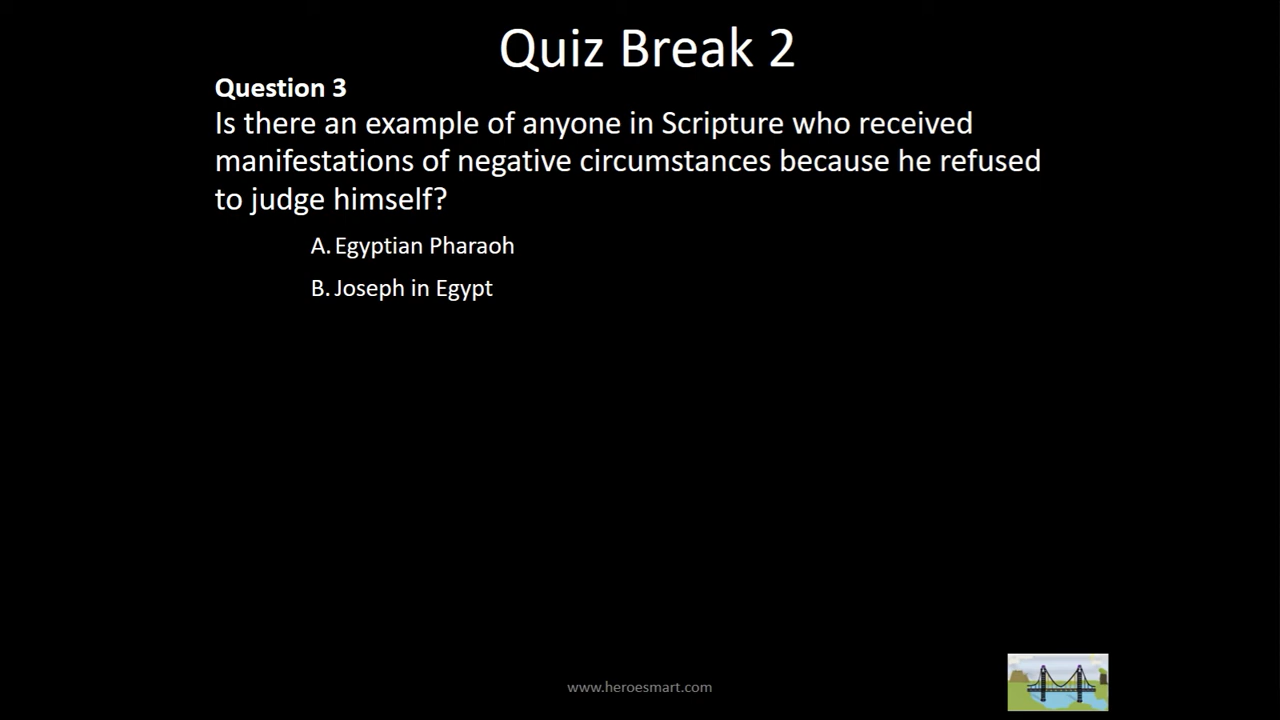 Quiz Break 2
Question 3
Is there an example of anyone in Scripture who received
manifestations of negative circumstances because he refused
to judge himself?
A. Egyptian Pharaoh
B. Joseph in Egypt
www.heroesmart.com